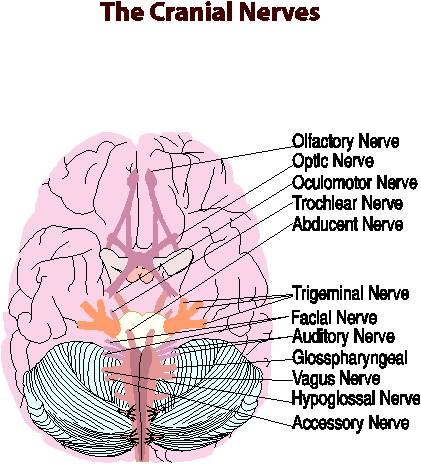 The Cranial Nerves
Olfactory Nerve
Optic Nerve
Oculomotor Nerve
Trochlear Nerve
Abducent Nerve
Trigeminal Nerve
Facial Nerve
Auditory Nerve
Glosspharyngeal
Vagus Nerve
Hypoglossal Nerve
Accessory Nerve